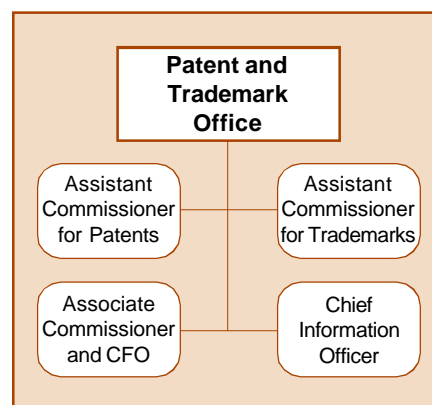 Patent and
Trademark
Office
Assistant
Commissioner
for Patents
Assistant
Commissioner
for Trademarks
Associate
Commissioner
and CFO
Chief
Information
Officer